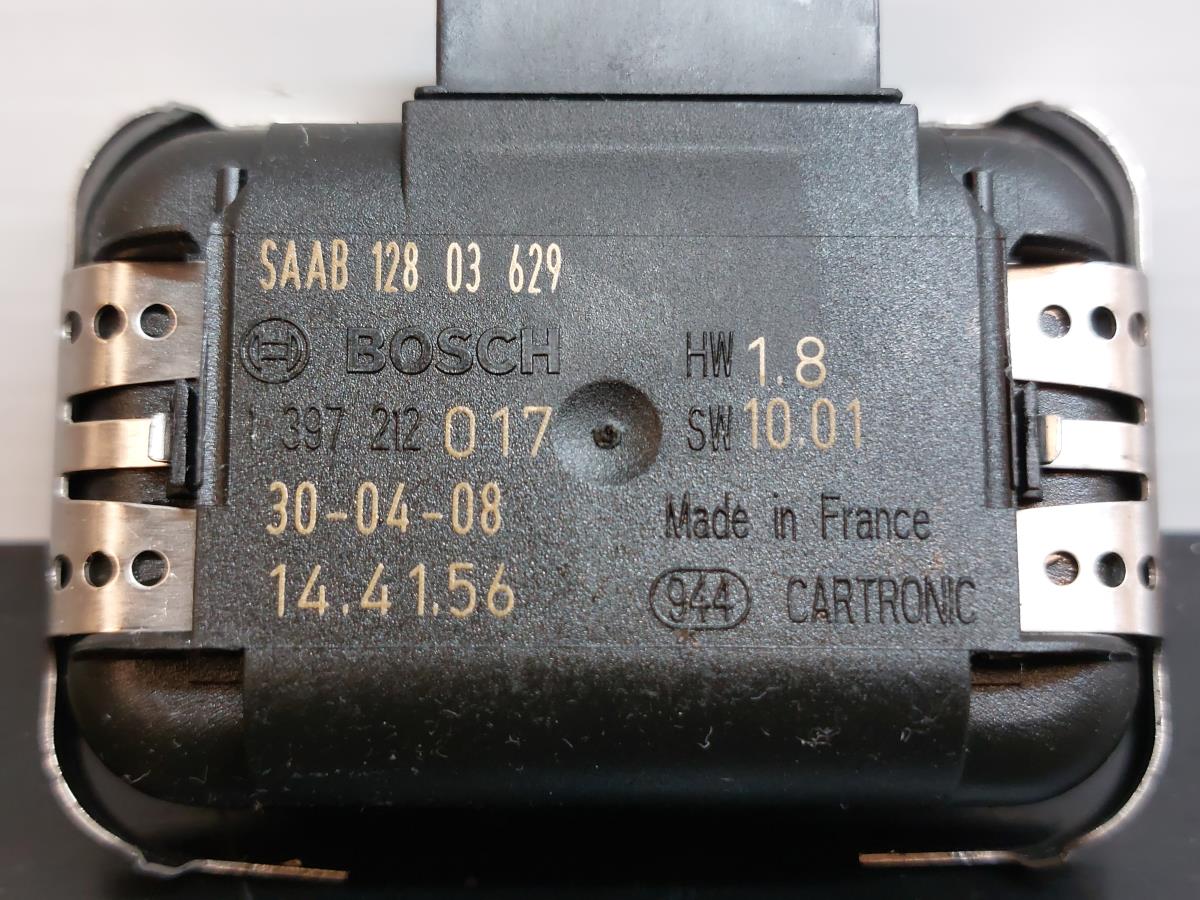 SAAB 128 03 629
BOSCH HW 1.8
1 397 212 017 SW 10.01
30-04-08 Made in France
14.41.56 944 CARTRONIC